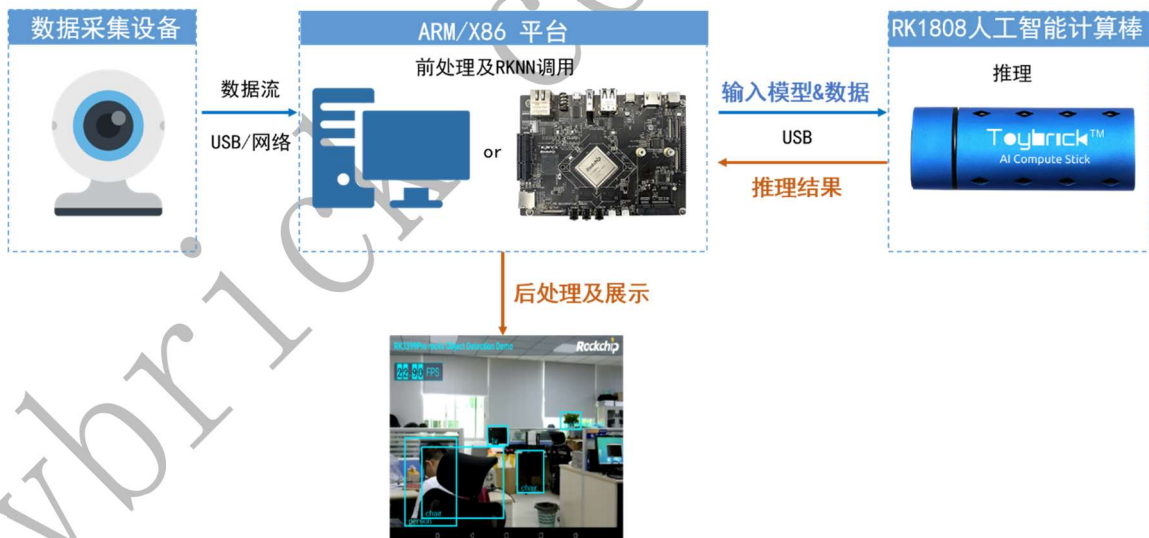 数据采集设备
ARM/X86 平台
RK1808人工智能计算棒
前处理及RKNN调用
推理
数据流
USB/网络
or
输入模型&数据
USB
推理结果
Toybrick™
AI Compute Stick
Rockchip
后处理及展示
Rockchip
FPS
tv
chair
chair
person